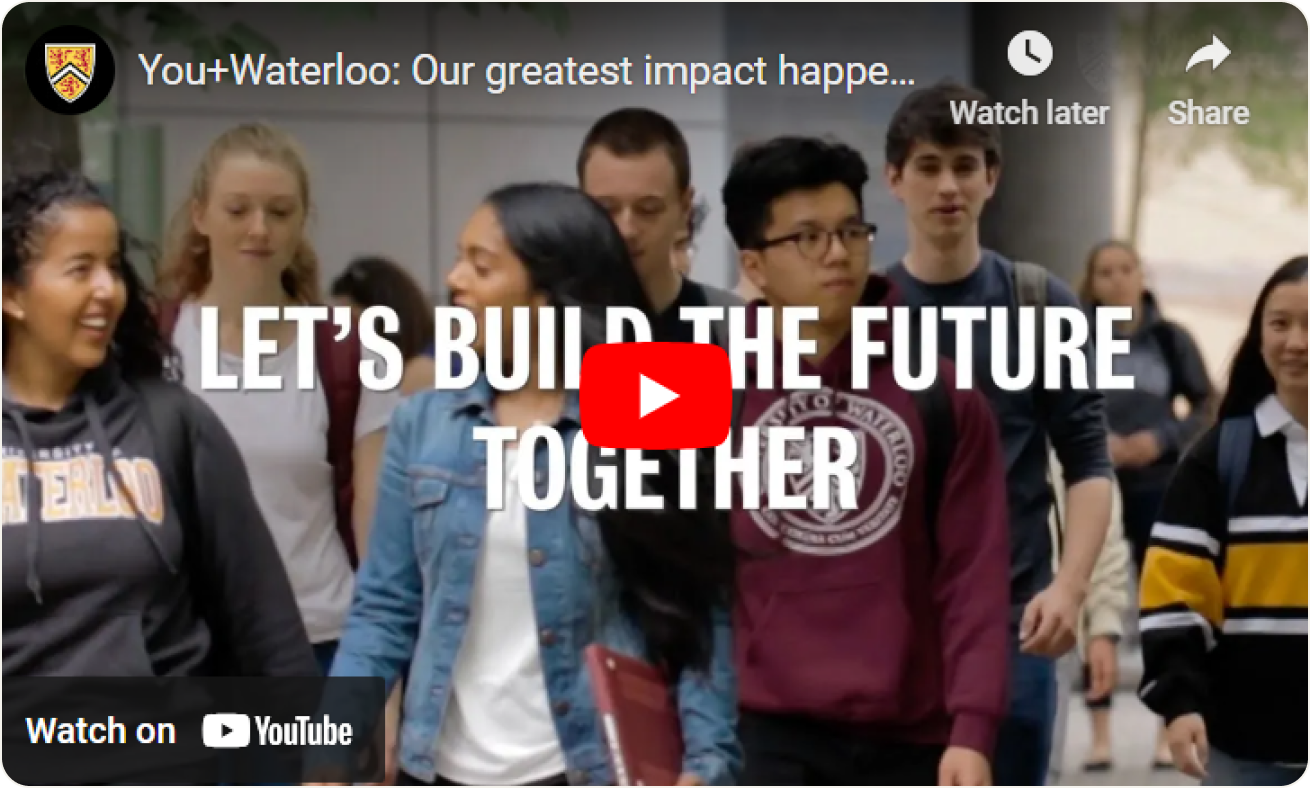 You+Waterloo: Our greatest impact happe...
Watch later
Share
LET'S BUILD THE FUTURE
TOGETHER
WATERLOO
Watch on YouTube